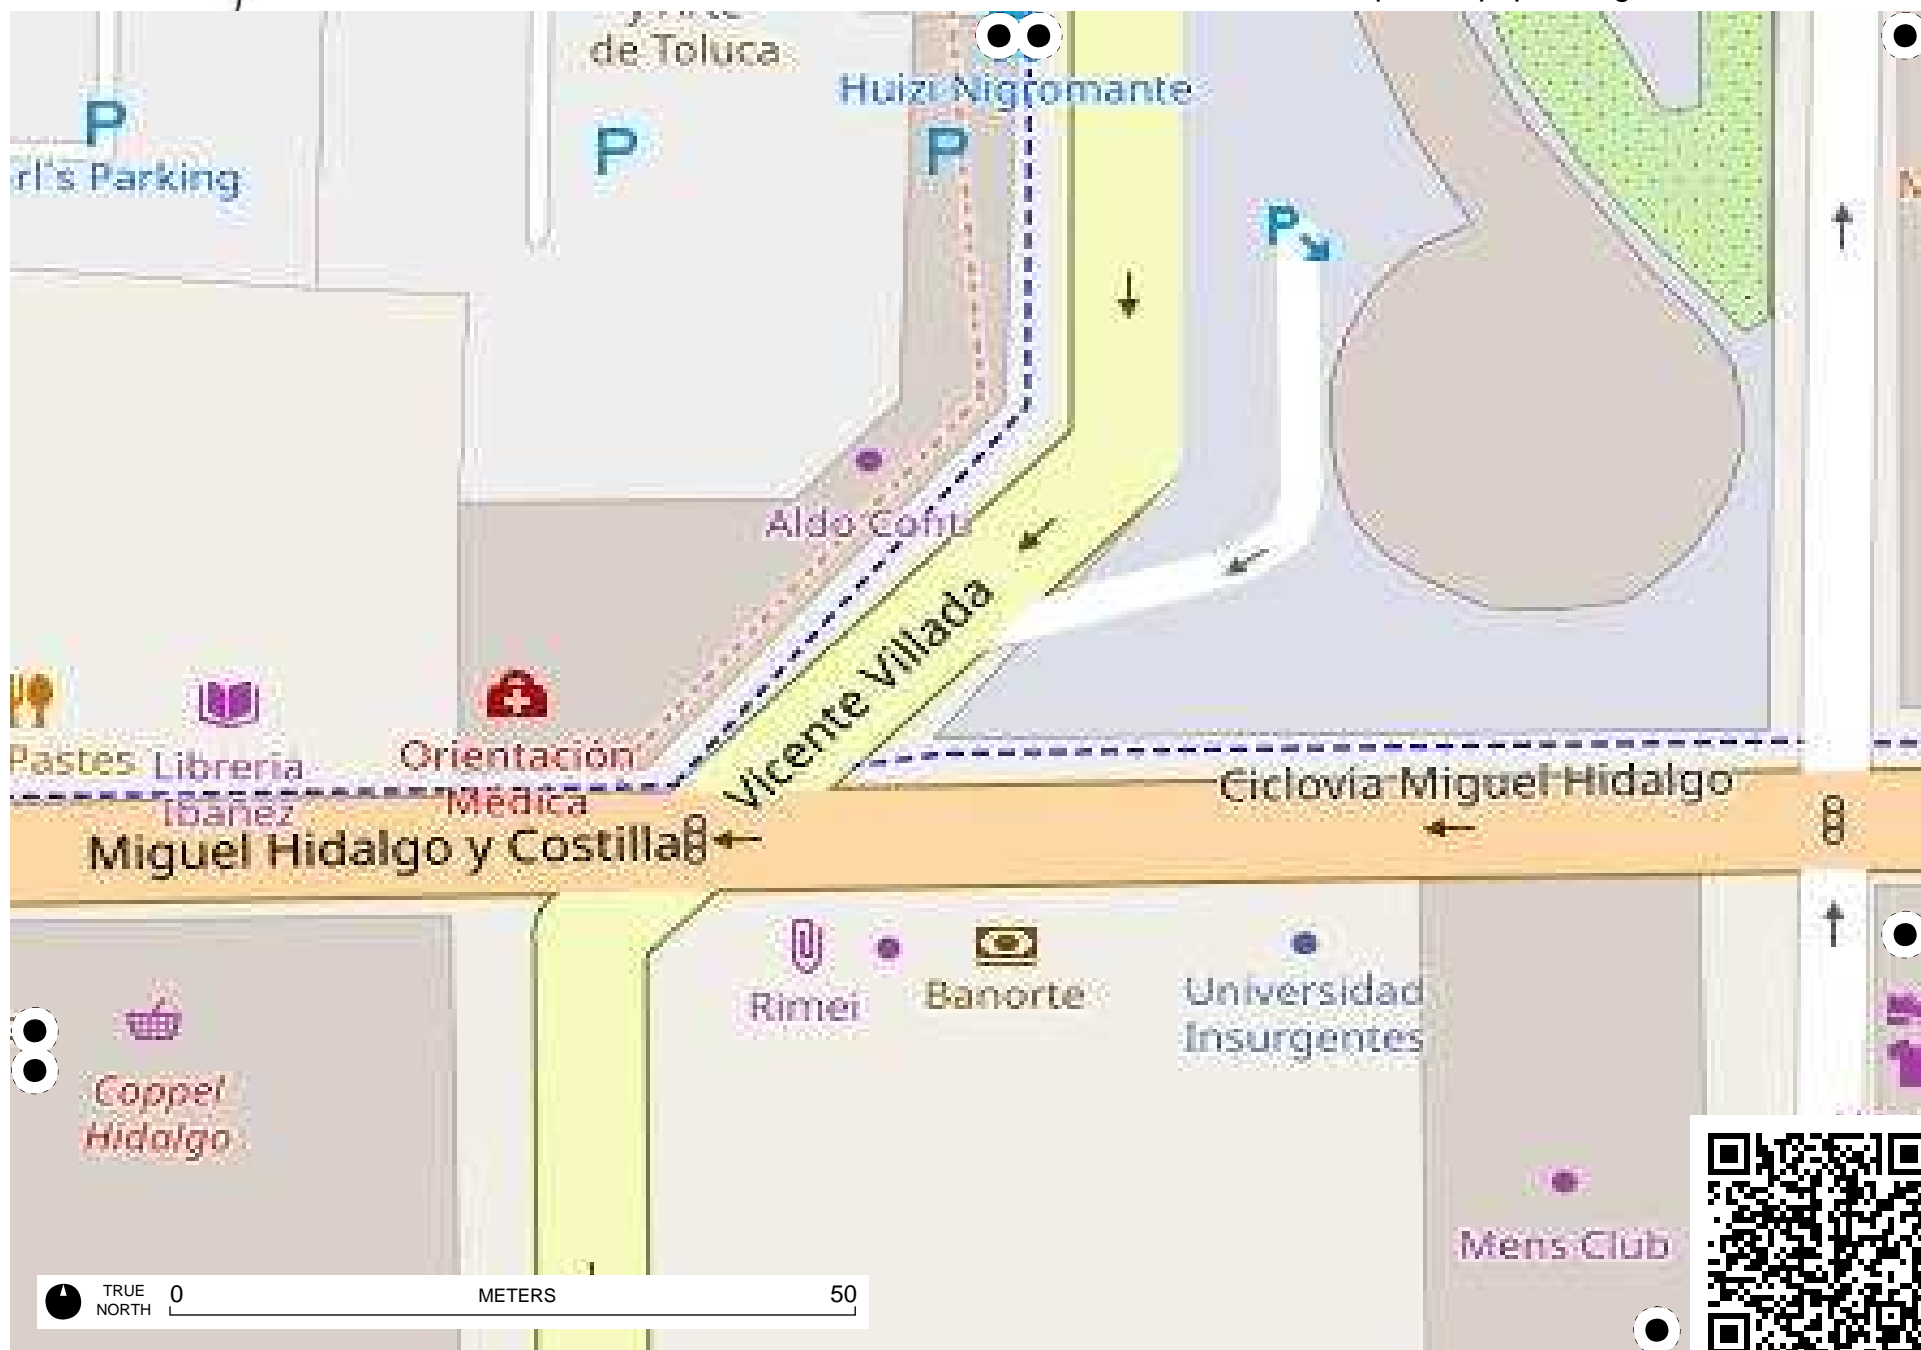 de Toluca
Huizi Nigromante
P
P
P
rl's Parking
P
Aldo Conti
Vicente Villada
Pastes
Librería
Ibañez
Orientación
Médica
Ciclovía Miguel Hidalgo
Miguel Hidalgo y Costilla
Rimei
Banorte
Universidad
Insurgentes
Coppel
Hidalgo
Mens Club
TRUE
NORTH
0
METERS
50